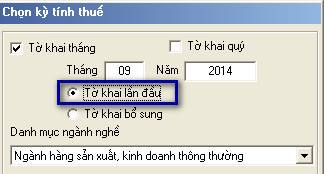 Chọn kỳ tính thuế
Tờ khai tháng Tờ khai quý
Tháng 09 Năm 2014
Tờ khai lần đầu
Tờ khai bổ sung
Danh mục ngành nghề
Ngành hàng sản xuất, kinh doanh thông thường